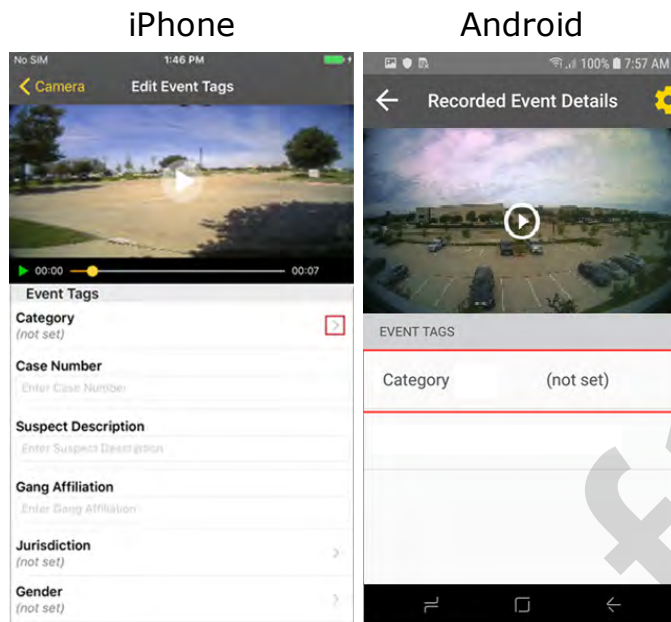 iPhone
Android
No SIM
1:46 PM
Camera
Edit Event Tags
00:00
00:07
Event Tags
Category
(not set)
Case Number
Enter Case Number
Suspect Description
Enter Suspect Description
Gang Affiliation
Enter Gang Affiliation
Jurisdiction
(not set)
Gender
(not set)
100%
7:57 AM
Recorded Event Details
EVENT TAGS
Category
(not set)